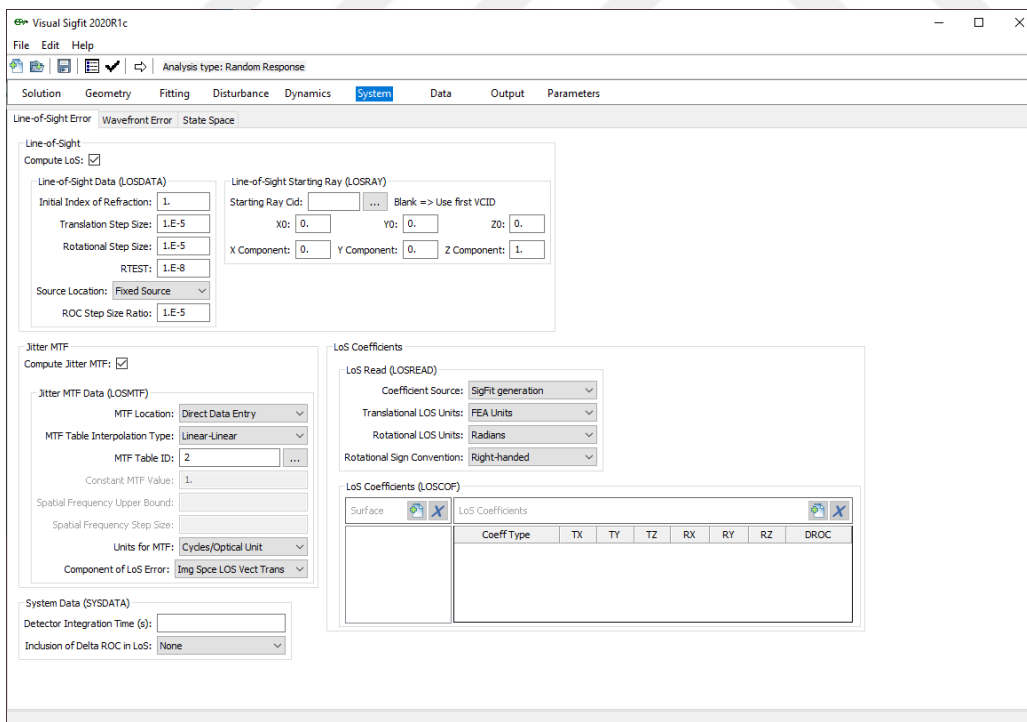 Visual Sigfit 2020R1c
File Edit Help
Analysis type: Random Response
Solution Geometry Fitting Disturbance Dynamics System Data Output Parameters
Line-of-Sight Error Wavefront Error State Space
Line-of-Sight
Compute LoS:
Line-of-Sight Data (LOSDATA)
Initial Index of Refraction: 1.
Translation Step Size: 1.E-5
Rotational Step Size: 1.E-5
RTEST: 1.E-8
Source Location: Fixed Source
ROC Step Size Ratio: 1.E-5
Line-of-Sight Starting Ray (LOSRAY)
Starting Ray Cid: ... Blank => Use first VCID
X0: 0. Y0: 0. Z0: 0.
X Component: 0. Y Component: 0. Z Component: 1.
Jitter MTF
Compute Jitter MTF:
Jitter MTF Data (LOSMTF)
MTF Location: Direct Data Entry
MTF Table Interpolation Type: Linear-Linear
MTF Table ID: 2 ...
Constant MTF Value: 1.
Spatial Frequency Upper Bound:
Spatial Frequency Step Size:
Units for MTF: Cycles/Optical Unit
Component of LoS Error: Img Spce LOS Vect Trans
System Data (SYSDATA)
Detector Integration Time (s):
Inclusion of Delta ROC in LoS: None
LoS Coefficients
LoS Read (LOSREAD)
Coefficient Source: SigFit generation
Translational LOS Units: FEA Units
Rotational LOS Units: Radians
Rotational Sign Convention: Right-handed
LoS Coefficients (LOSCOF)
Surface X LoS Coefficients X
Coeff Type TX TY TZ RX RY RZ DROC